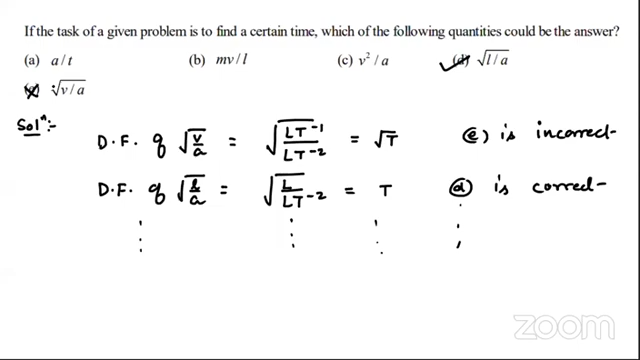 If the task of a given problem is to find a certain time, which of the following quantities could be the answer?
(a) a/t (b) mv/l (c) v²/a (d) √l/a
(e) √v/a
Solⁿ:-
D.F. of √(v/a) = √(LT⁻¹/LT⁻²) = √T (e) is incorrect
D.F. of √(l/a) = √(L/LT⁻²) = T (d) is correct
zoom